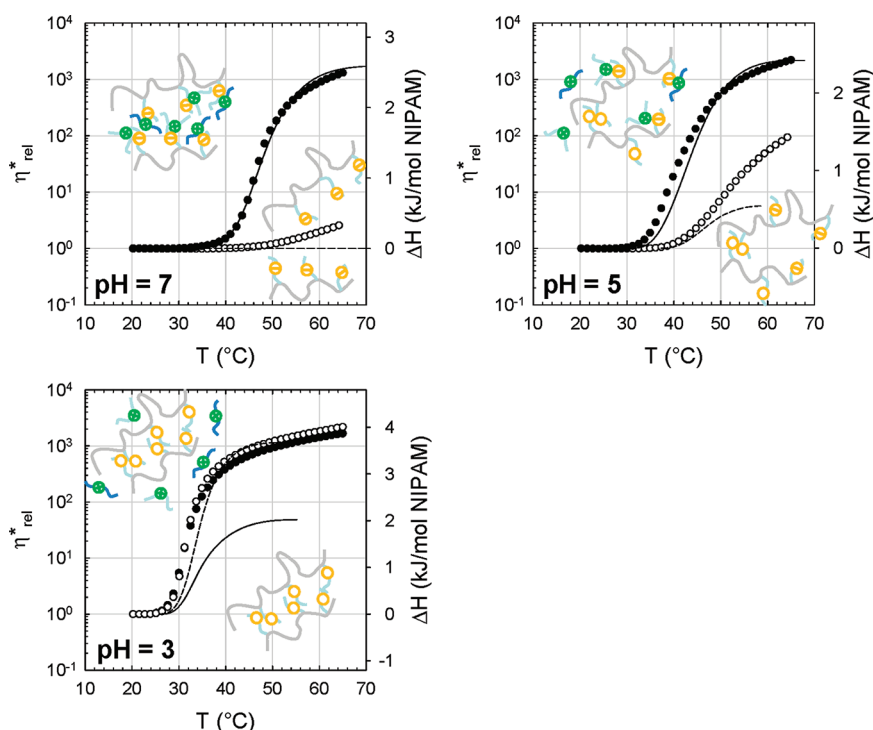 10⁴
10³
10²
10¹
10⁰
10⁻¹
η*rel
3
2
1
0
ΔH (kJ/mol NIPAM)
pH = 7
10 20 30 40 50 60 70
T (°C)
10⁴
10³
10²
10¹
10⁰
10⁻¹
η*rel
2
1
0
ΔH (kJ/mol NIPAM)
pH = 5
10 20 30 40 50 60 70
T (°C)
10⁴
10³
10²
10¹
10⁰
10⁻¹
η*rel
4
3
2
1
0
-1
ΔH (kJ/mol NIPAM)
pH = 3
10 20 30 40 50 60 70
T (°C)